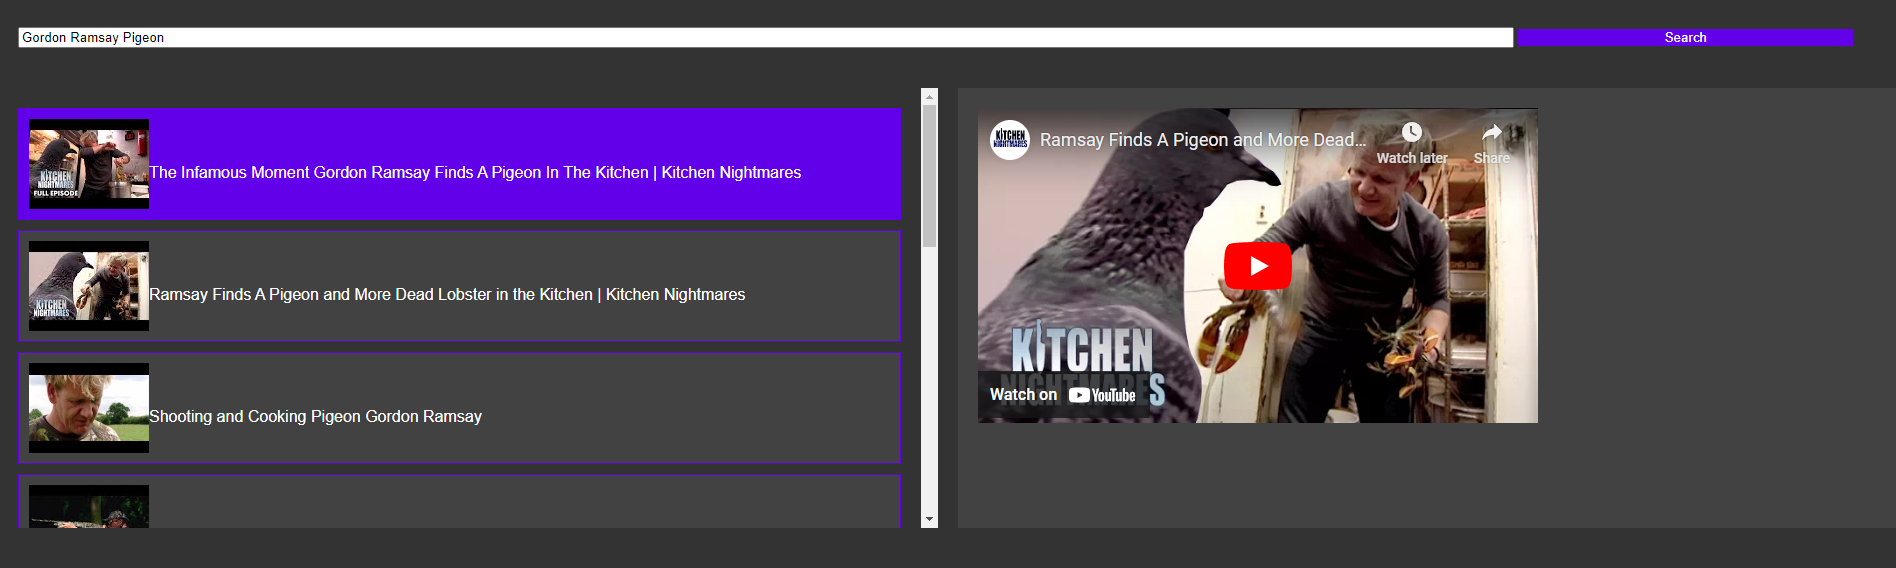 Gordon Ramsay Pigeon
Search
KITCHEN
NIGHTMARES
FULL EPISODE
The Infamous Moment Gordon Ramsay Finds A Pigeon In The Kitchen | Kitchen Nightmares
KITCHEN
NIGHTMARES
Ramsay Finds A Pigeon and More Dead Lobster in the Kitchen | Kitchen Nightmares
Shooting and Cooking Pigeon Gordon Ramsay
KITCHEN
NIGHTMARES
Ramsay Finds A Pigeon and More Dead...
Watch later
Share
KITCHEN
NIGHTMARES
Watch on YouTube